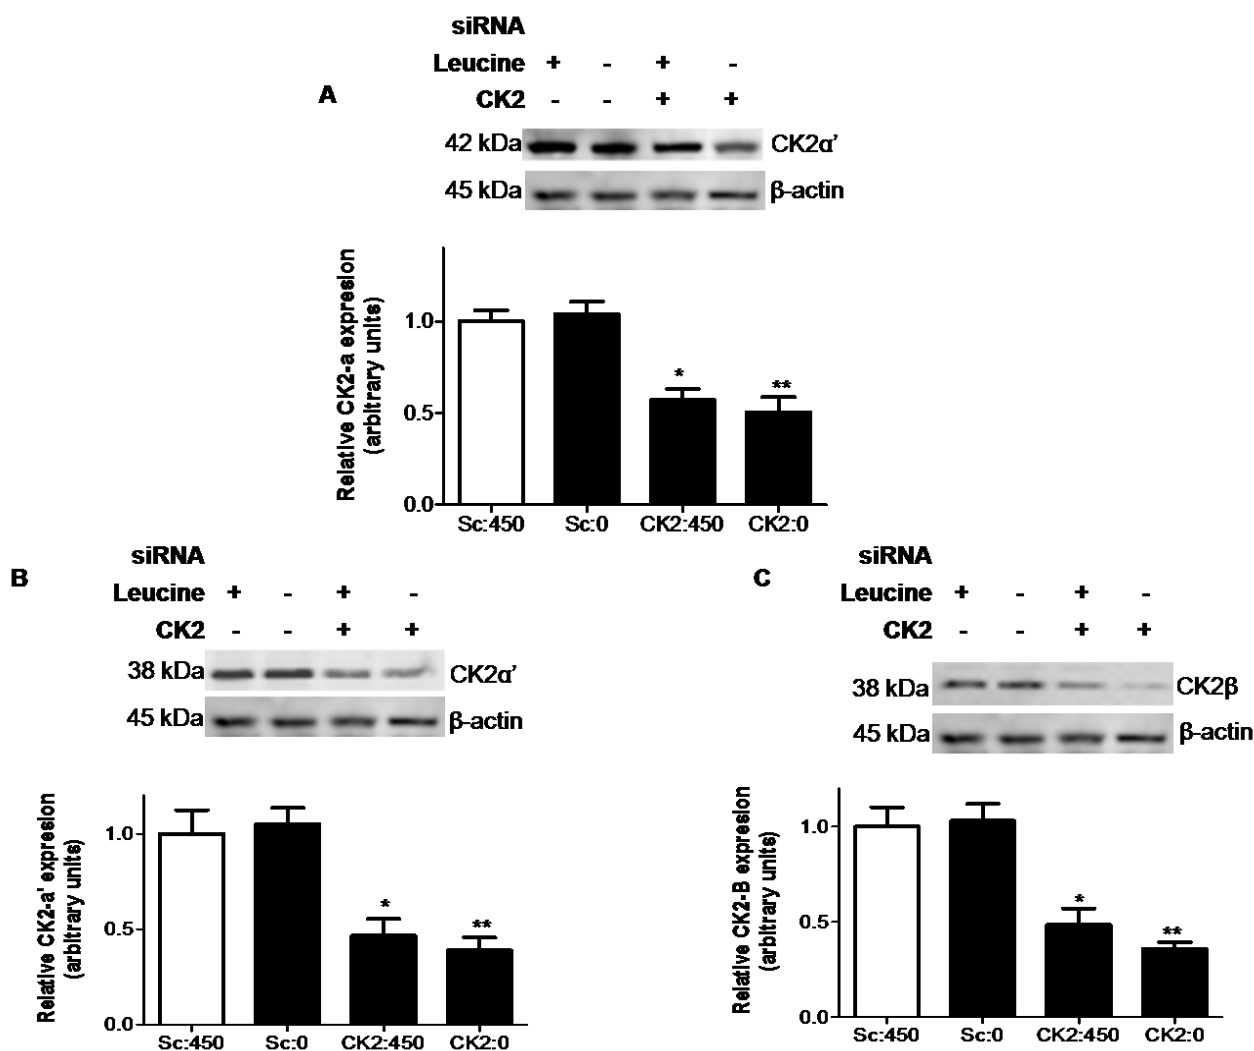 siRNA
Leucine + - + -
A
CK2 - - + +
42 kDa CK2α'
45 kDa β-actin
Relative CK2-a expresion
(arbitrary units)
1.0
0.5
0.0
* **
Sc:450 Sc:0 CK2:450 CK2:0
siRNA
B
Leucine + - + -
CK2 - - + +
38 kDa CK2α'
45 kDa β-actin
Relative CK2-a' expresion
(arbitrary units)
1.0
0.5
0.0
* **
Sc:450 Sc:0 CK2:450 CK2:0
siRNA
C
Leucine + - + -
CK2 - - + +
38 kDa CK2β
45 kDa β-actin
Relative CK2-B expresion
(arbitrary units)
1.0
0.5
0.0
* **
Sc:450 Sc:0 CK2:450 CK2:0